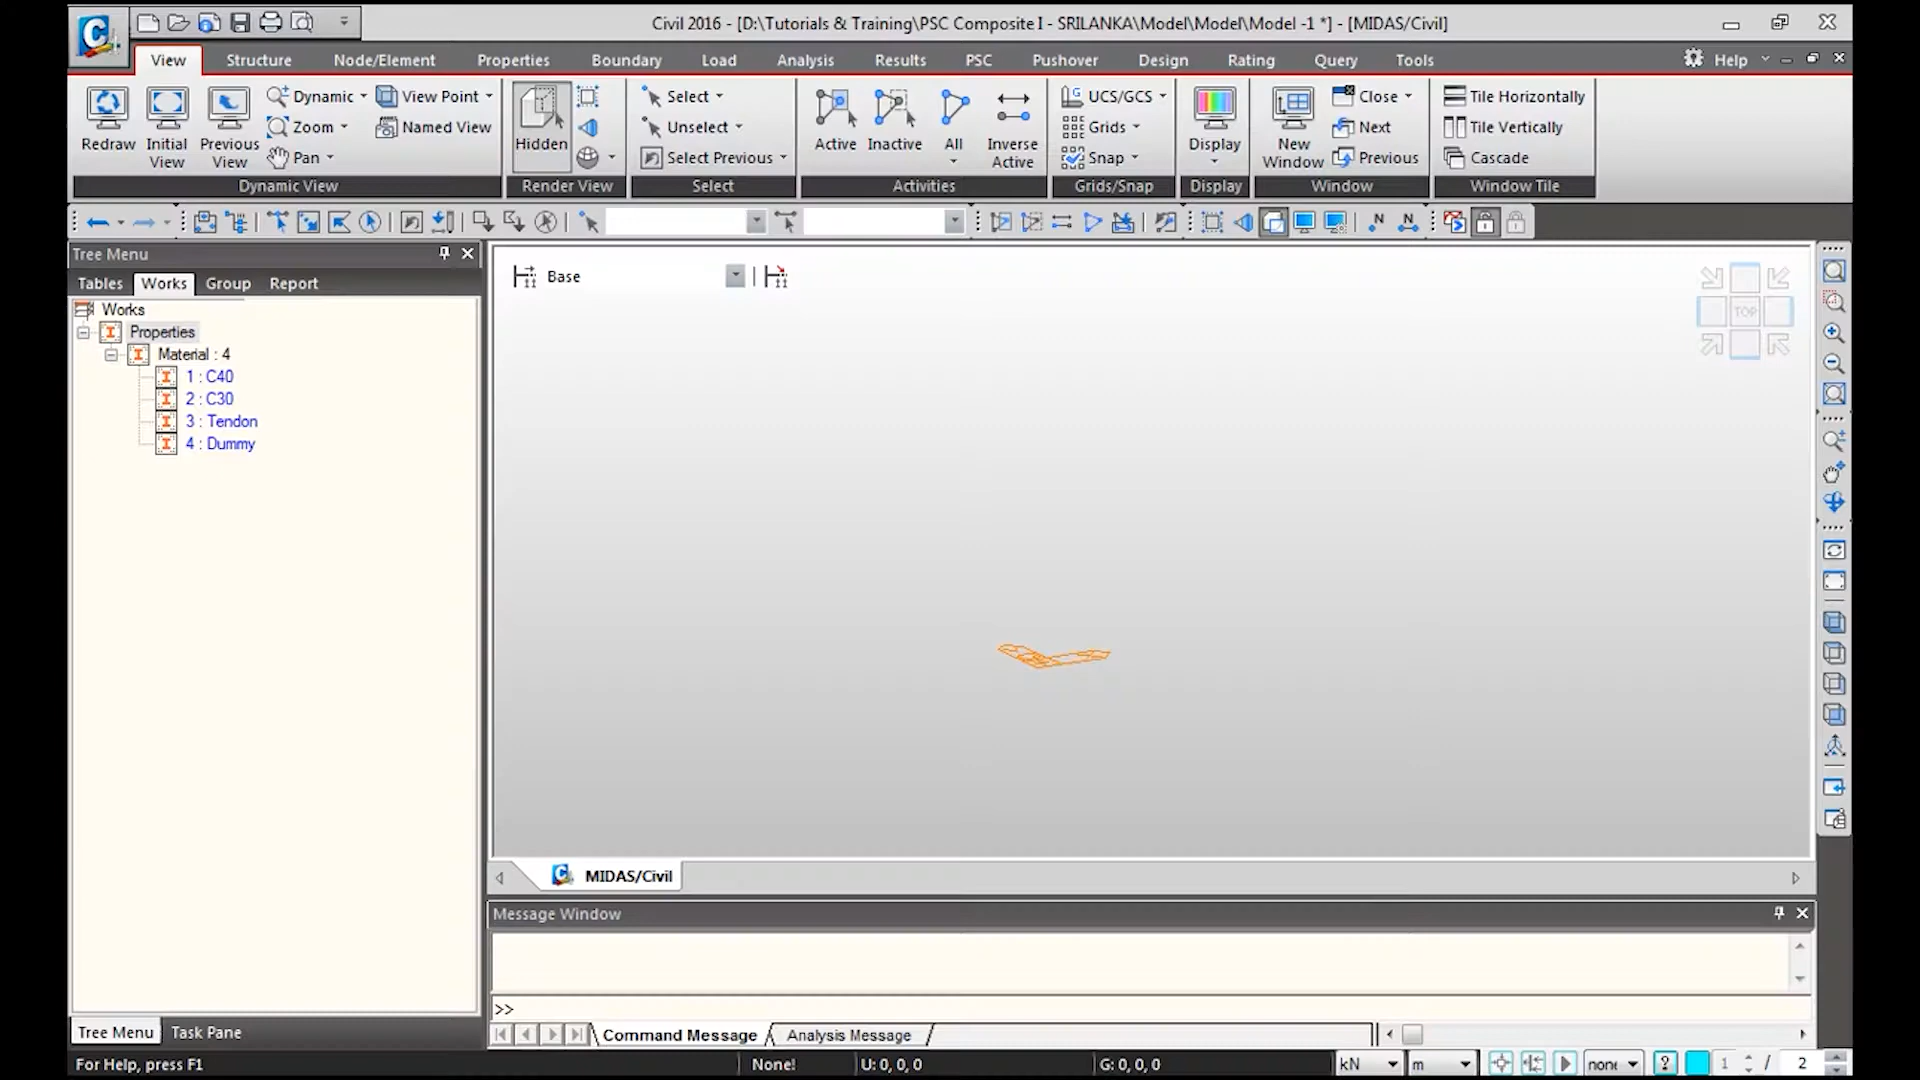 Civil 2016 - [D:\Tutorials & Training\PSC Composite I - SRILANKA\Model\Model\Model -1 *] - [MIDAS/Civil]
View Structure Node/Element Properties Boundary Load Analysis Results PSC Pushover Design Rating Query Tools Help
Redraw
Initial View
Previous View
Dynamic
Zoom
Pan
View Point
Named View
Dynamic View
Hidden
Render View
Select
Unselect
Select Previous
Select
Active
Inactive
All
Inverse Active
Activities
UCS/GCS
Grids
Snap
Grids/Snap
Display
Display
New Window
Close
Next
Previous
Window
Tile Horizontally
Tile Vertically
Cascade
Window Tile
Tree Menu
Tables Works Group Report
Works
Properties
Material : 4
1 : C40
2 : C30
3 : Tendon
4 : Dummy
Base
TOP
MIDAS/Civil
Message Window
>>
Command Message Analysis Message
Tree Menu Task Pane
For Help, press F1 None! U: 0, 0, 0 G: 0, 0, 0 kN m none 1 / 2